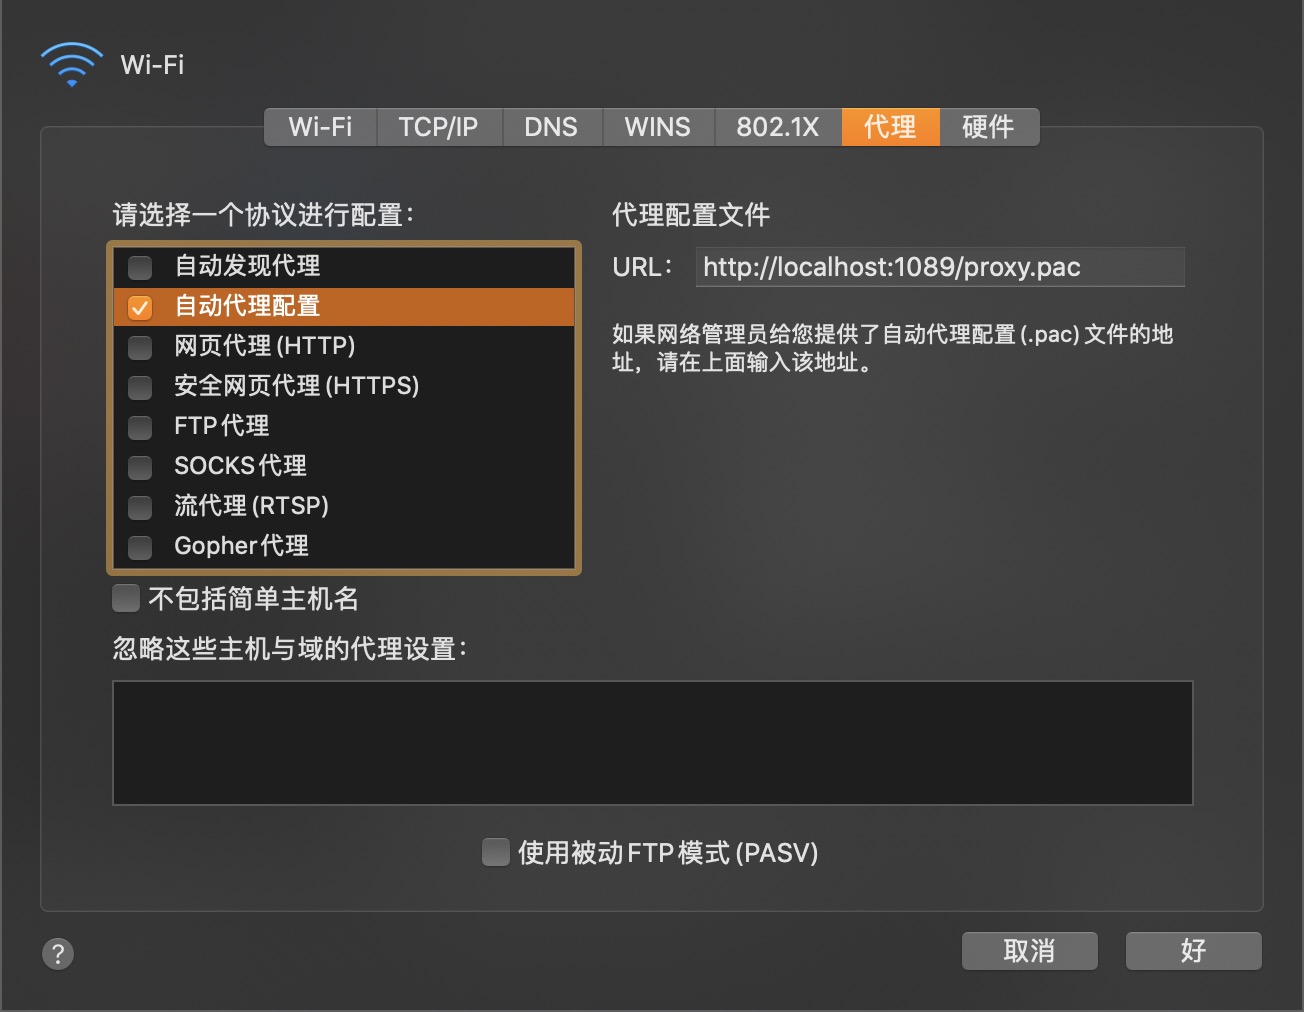 Wi-Fi
Wi-Fi TCP/IP DNS WINS 802.1X 代理 硬件
请选择一个协议进行配置：
自动发现代理
自动代理配置
网页代理(HTTP)
安全网页代理(HTTPS)
FTP代理
SOCKS代理
流代理(RTSP)
Gopher代理
不包括简单主机名
代理配置文件
URL： http://localhost:1089/proxy.pac
如果网络管理员给您提供了自动代理配置(.pac)文件的地
址，请在上面输入该地址。
忽略这些主机与域的代理设置：
使用被动FTP模式(PASV)
? 取消 好